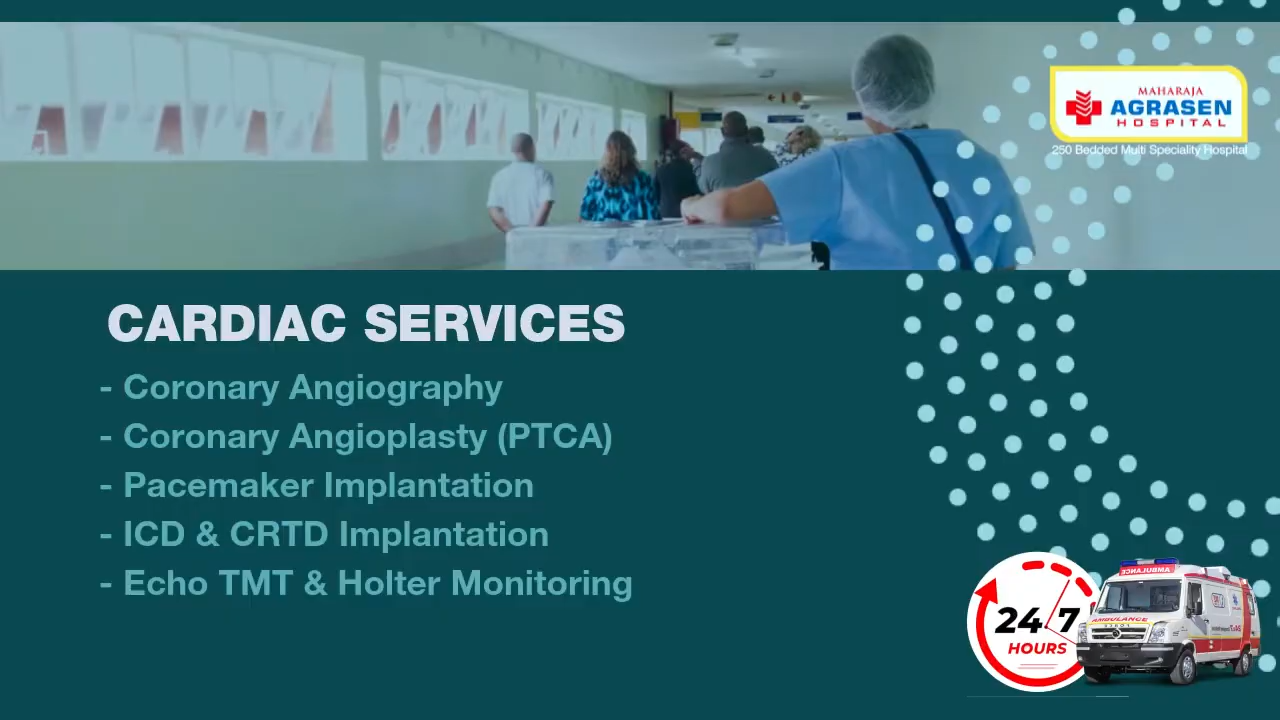 MAHARAJA
AGRASEN
HOSPITAL
250 Bedded Multi Speciality Hospital
CARDIAC SERVICES
- Coronary Angiography
- Coronary Angioplasty (PTCA)
- Pacemaker Implantation
- ICD & CRTD Implantation
- Echo TMT & Holter Monitoring
24 7
HOURS
AMBULANCE
AMBULANCE